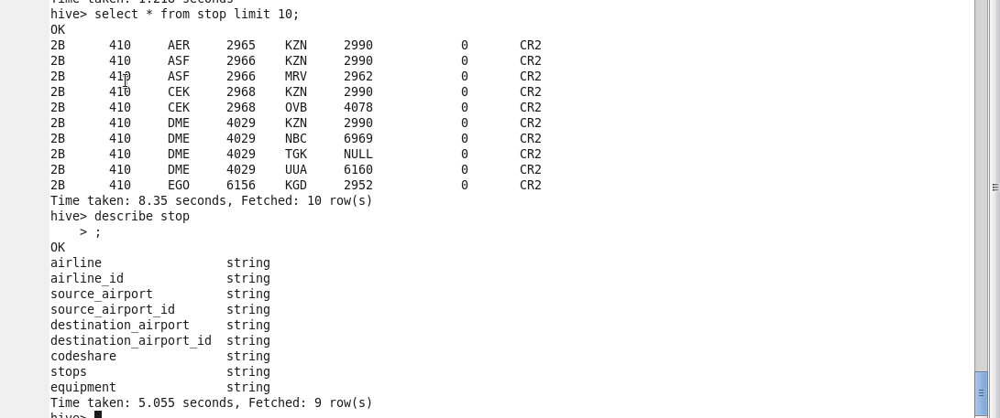 Time taken: 1.218 seconds
hive> select * from stop limit 10;
OK
2B 410 AER 2965 KZN 2990 0 CR2
2B 410 ASF 2966 KZN 2990 0 CR2
2B 410 ASF 2966 MRV 2962 0 CR2
2B 410 CEK 2968 KZN 2990 0 CR2
2B 410 CEK 2968 OVB 4078 0 CR2
2B 410 DME 4029 KZN 2990 0 CR2
2B 410 DME 4029 NBC 6969 0 CR2
2B 410 DME 4029 TGK NULL 0 CR2
2B 410 DME 4029 UUA 6160 0 CR2
2B 410 EGO 6156 KGD 2952 0 CR2
Time taken: 8.35 seconds, Fetched: 10 row(s)
hive> describe stop
> ;
OK
airline string
airline_id string
source_airport string
source_airport_id string
destination_airport string
destination_airport_id string
codeshare string
stops string
equipment string
Time taken: 5.055 seconds, Fetched: 9 row(s)
hive>